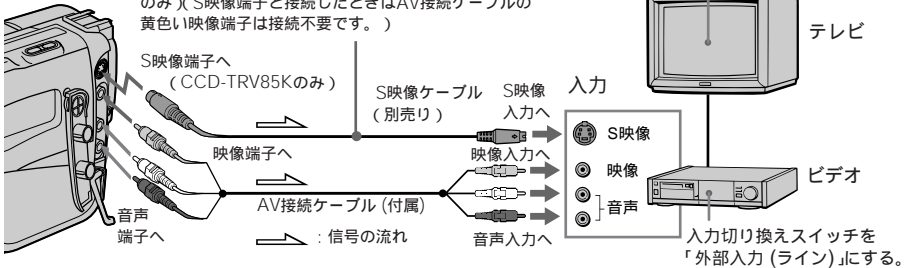 のみ)(S映像端子と接続したときはAV接続ケーブルの
黄色い映像端子は接続不要です。)
テレビ
S映像端子へ
(CCD-TRV85Kのみ)
S映像ケーブル
(別売り)
S映像
入力へ
入力
S映像
映像端子へ
映像入力へ
映像
ビデオ
音声
AV接続ケーブル(付属)
音声
端子へ
:信号の流れ
音声入力へ
入力切り換えスイッチを
「外部入力(ライン)」にする。